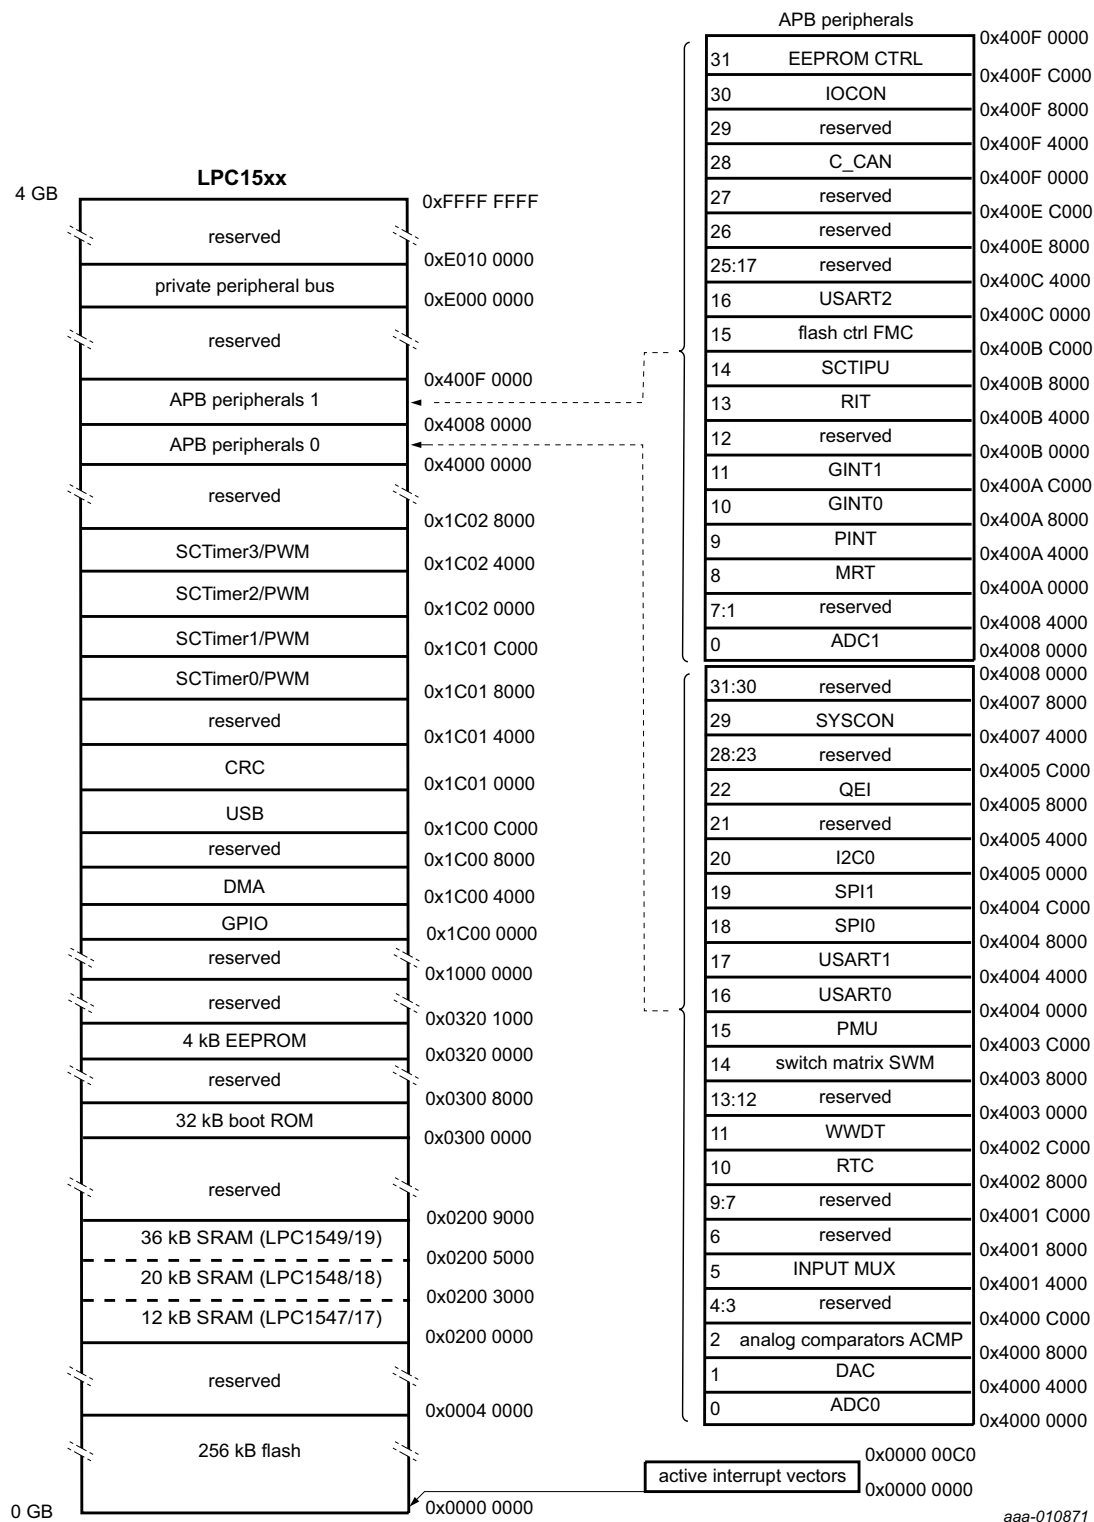 LPC15xx
4 GB
0xFFFF FFFF
reserved
0xE010 0000
private peripheral bus
0xE000 0000
reserved
0x400F 0000
APB peripherals 1
0x4008 0000
APB peripherals 0
0x4000 0000
reserved
0x1C02 8000
SCTimer3/PWM
0x1C02 4000
SCTimer2/PWM
0x1C02 0000
SCTimer1/PWM
0x1C01 C000
SCTimer0/PWM
0x1C01 8000
reserved
0x1C01 4000
CRC
0x1C01 0000
USB
0x1C00 C000
reserved
0x1C00 8000
DMA
0x1C00 4000
GPIO
0x1C00 0000
reserved
0x1000 0000
reserved
0x0320 1000
4 kB EEPROM
0x0320 0000
reserved
0x0300 8000
32 kB boot ROM
0x0300 0000
reserved
0x0200 9000
36 kB SRAM (LPC1549/19)
0x0200 5000
20 kB SRAM (LPC1548/18)
0x0200 3000
12 kB SRAM (LPC1547/17)
0x0200 0000
reserved
0x0004 0000
256 kB flash
0x0000 0000
0 GB
APB peripherals
0x400F 0000
31 EEPROM CTRL
0x400F C000
30 IOCON
0x400F 8000
29 reserved
0x400F 4000
28 C_CAN
0x400F 0000
27 reserved
0x400E C000
26 reserved
0x400E 8000
25:17 reserved
0x400C 4000
16 USART2
0x400C 0000
15 flash ctrl FMC
0x400B C000
14 SCTIPU
0x400B 8000
13 RIT
0x400B 4000
12 reserved
0x400B 0000
11 GINT1
0x400A C000
10 GINT0
0x400A 8000
9 PINT
0x400A 4000
8 MRT
0x400A 0000
7:1 reserved
0x4008 4000
0 ADC1
0x4008 0000
0x4008 0000
31:30 reserved
0x4007 8000
29 SYSCON
0x4007 4000
28:23 reserved
0x4005 C000
22 QEI
0x4005 8000
21 reserved
0x4005 4000
20 I2C0
0x4005 0000
19 SPI1
0x4004 C000
18 SPI0
0x4004 8000
17 USART1
0x4004 4000
16 USART0
0x4004 0000
15 PMU
0x4003 C000
14 switch matrix SWM
0x4003 8000
13:12 reserved
0x4003 0000
11 WWDT
0x4002 C000
10 RTC
0x4002 8000
9:7 reserved
0x4001 C000
6 reserved
0x4001 8000
5 INPUT MUX
0x4001 4000
4:3 reserved
0x4000 C000
2 analog comparators ACMP
0x4000 8000
1 DAC
0x4000 4000
0 ADC0
0x4000 0000
0x0000 00C0
active interrupt vectors
0x0000 0000
aaa-010871